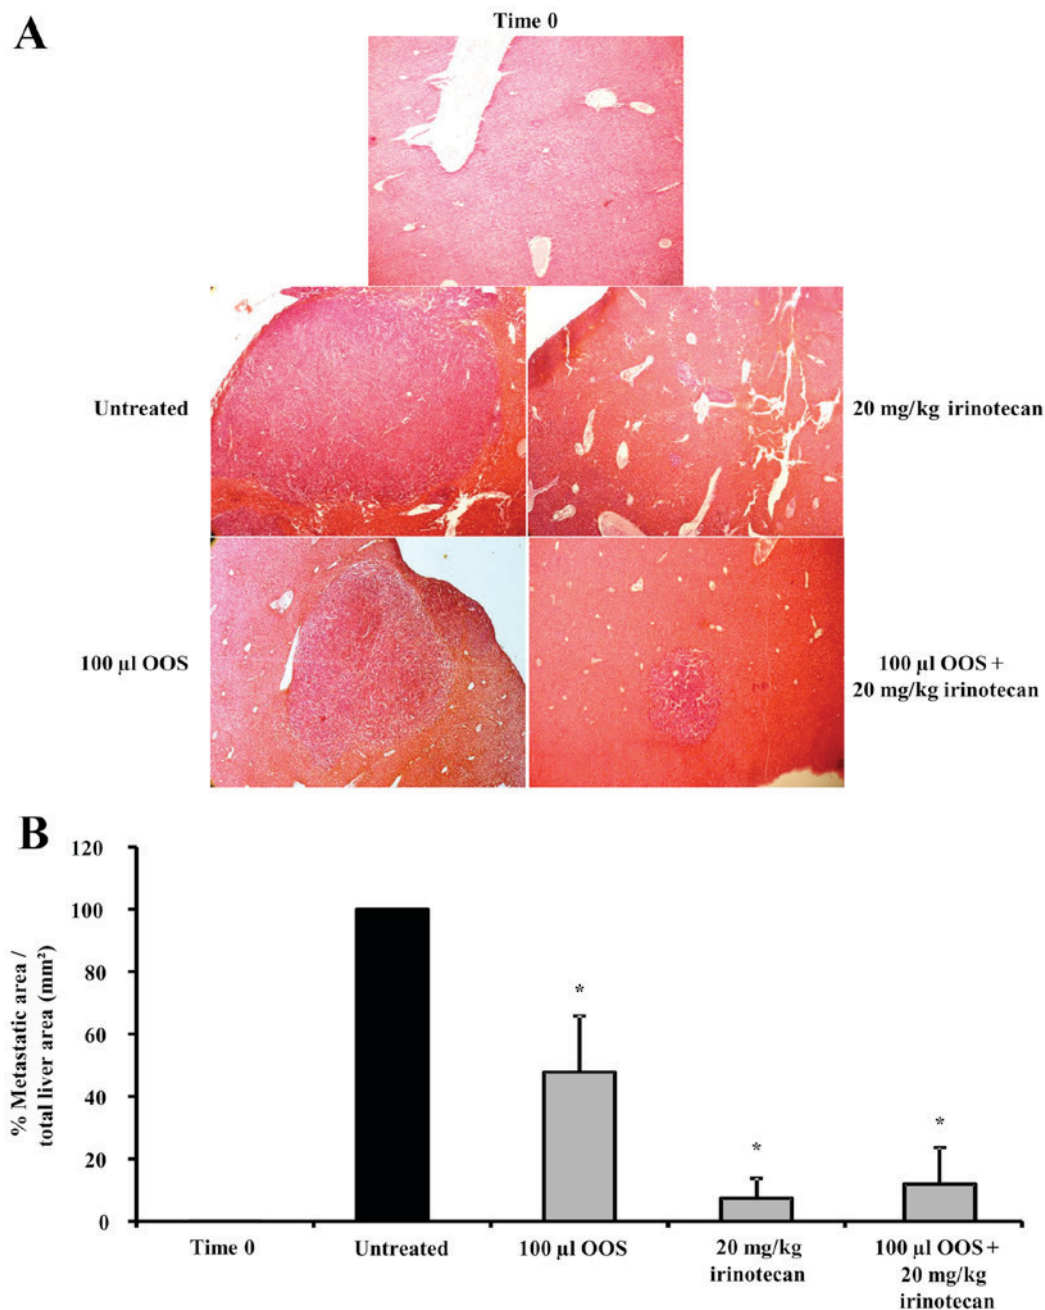 A
Time 0
Untreated
20 mg/kg irinotecan
100 µl OOS
100 µl OOS +
20 mg/kg irinotecan
B
% Metastatic area /
total liver area (mm²)
120
100
80
60
40
20
0
*
*
*
Time 0
Untreated
100 µl OOS
20 mg/kg
irinotecan
100 µl OOS +
20 mg/kg
irinotecan